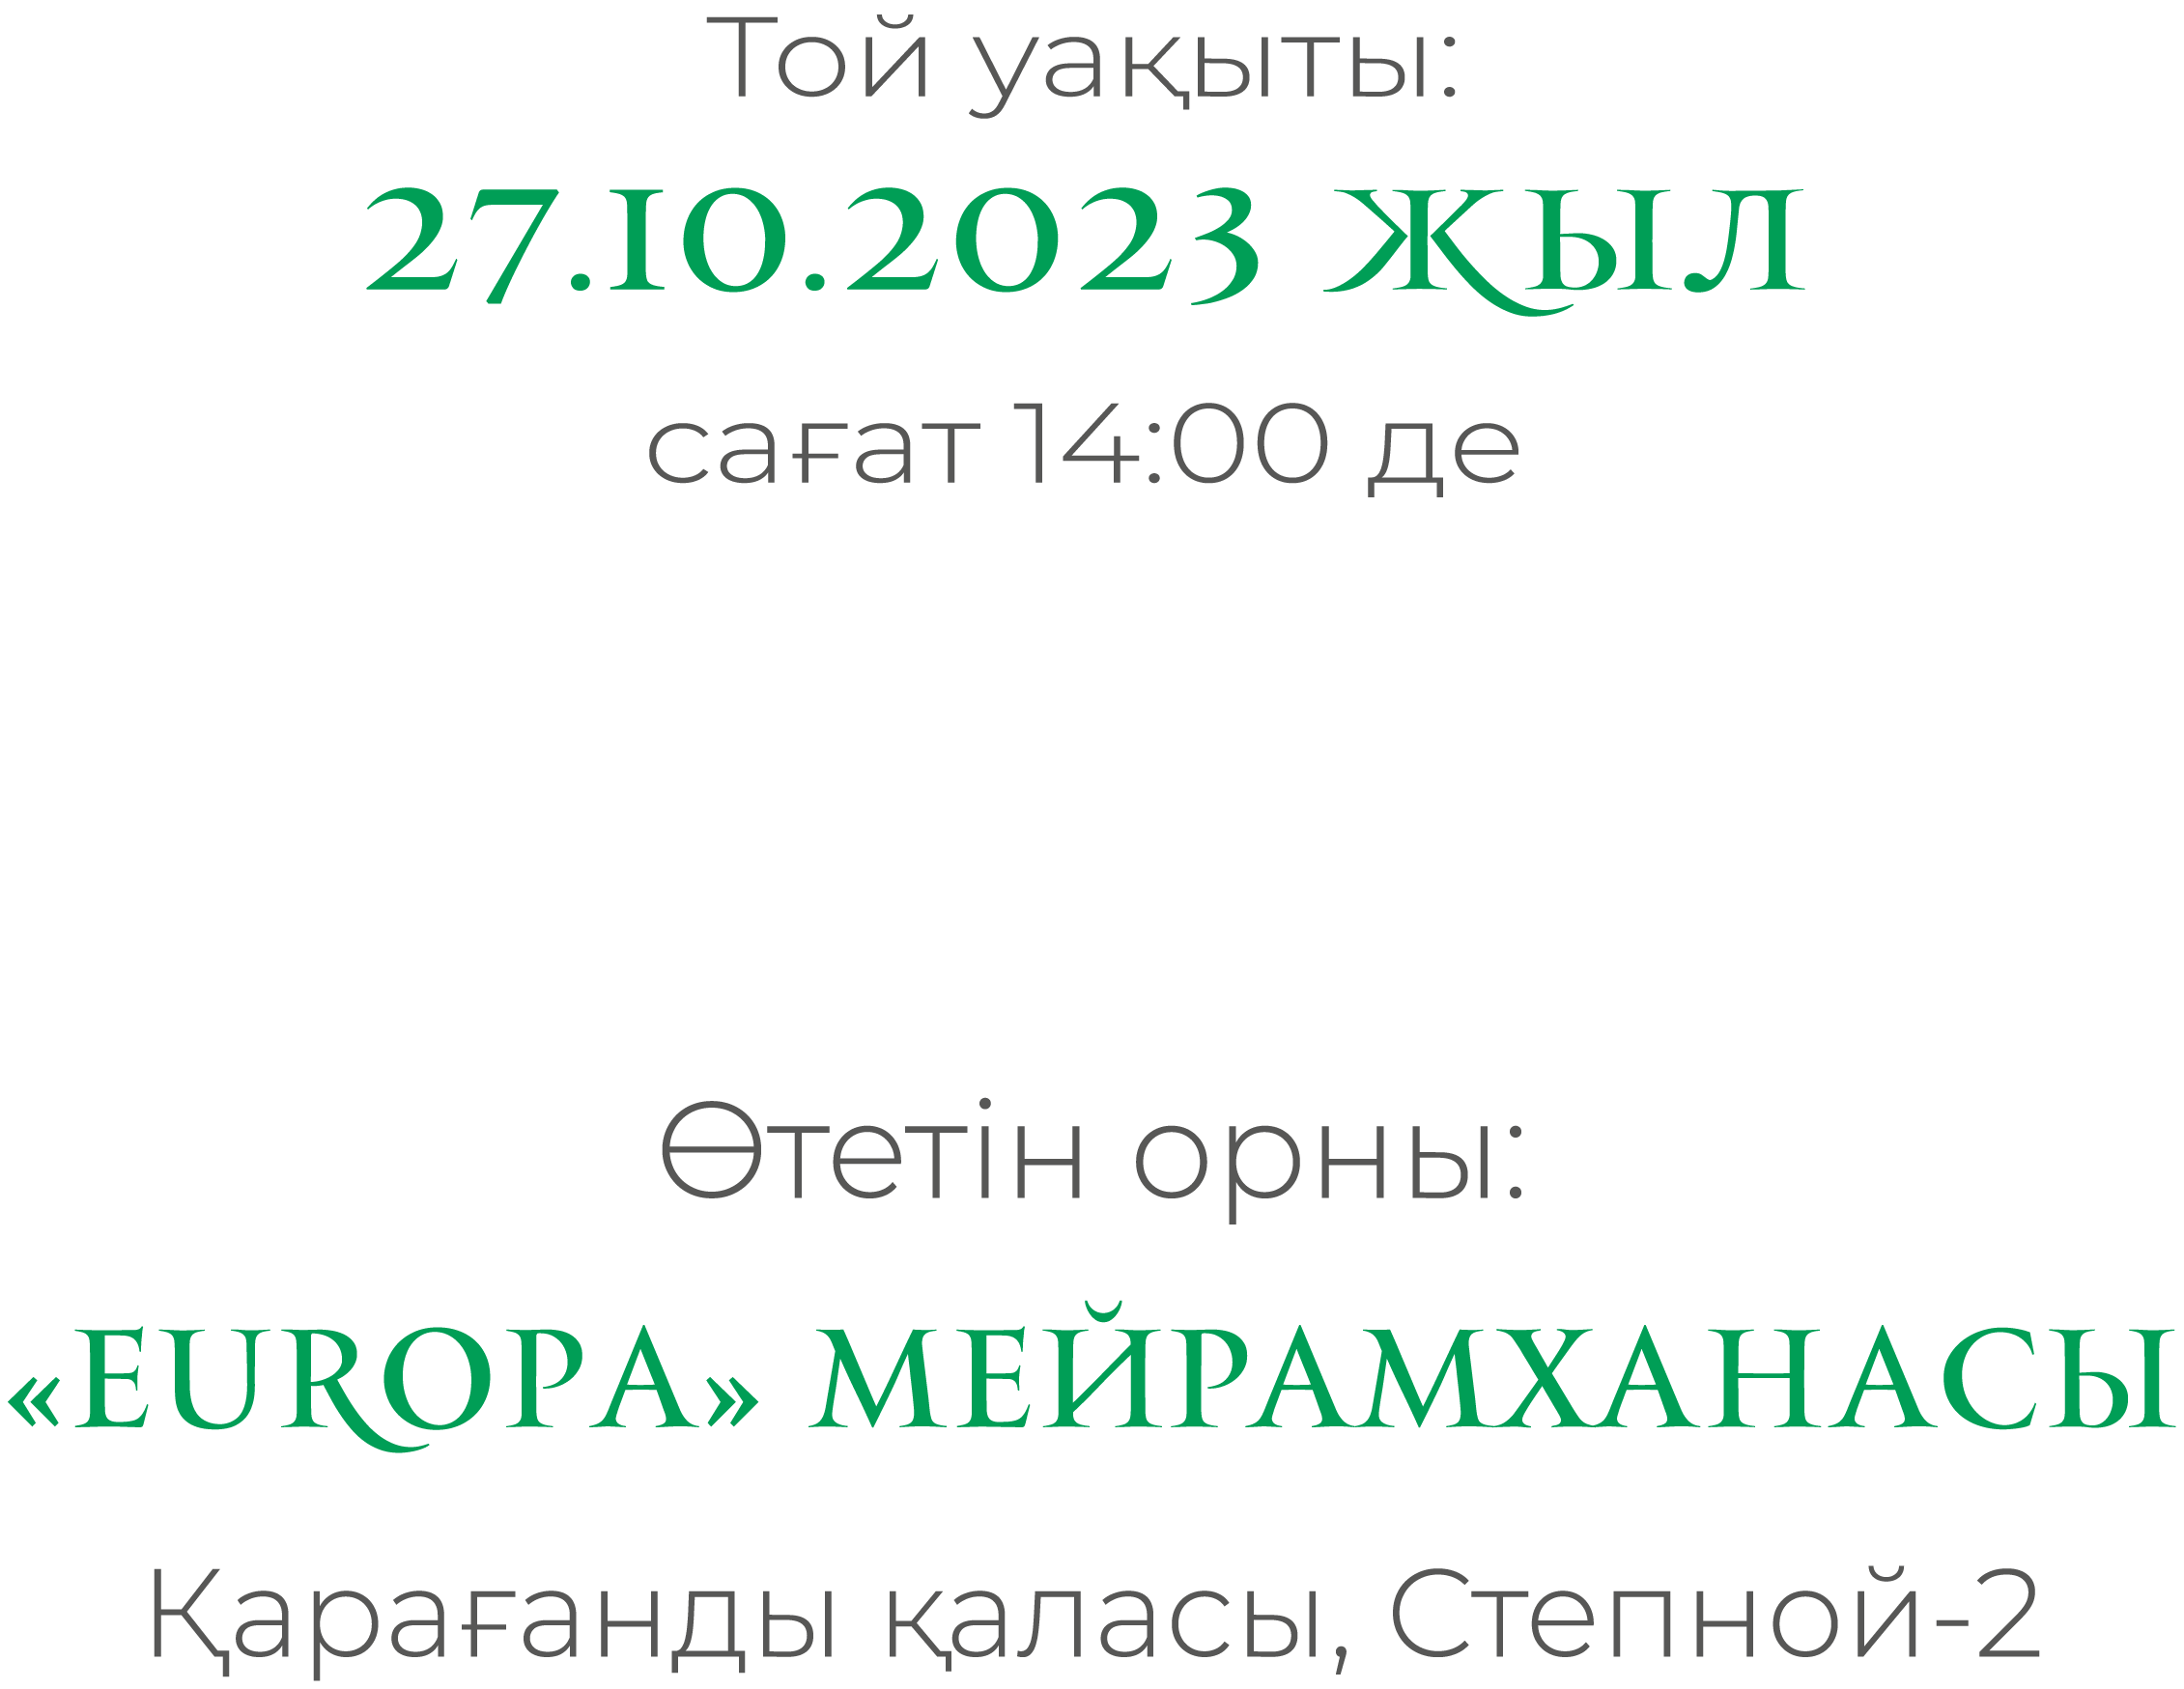 Той уақыты:
27.10.2023 ЖЫЛ
сағат 14:00 де
Өтетін орны:
«EUROPA» МЕЙРАМХАНАСЫ
Қарағанды қаласы, Степной-2